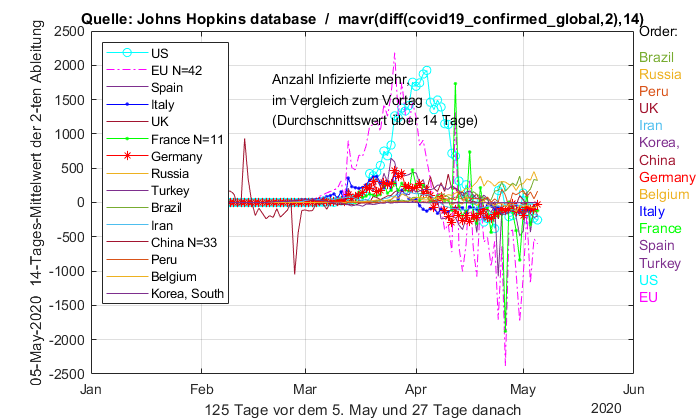 Quelle: Johns Hopkins database / mavr(diff(covid19_confirmed_global,2),14)
05-May-2020 14-Tages-Mittelwert der 2-ten Ableitung
2500
2000
1500
1000
500
0
-500
-1000
-1500
-2000
-2500
US
EU N=42
Spain
Italy
UK
France N=11
Germany
Russia
Turkey
Brazil
Iran
China N=33
Peru
Belgium
Korea, South
Anzahl Infizierte mehr,
im Vergleich zum Vortag
(Durchschnittswert über 14 Tage)
Order:
Brazil
Russia
Peru
UK
Iran
Korea,
China
Germany
Belgium
Italy
France
Spain
Turkey
US
EU
Jan Feb Mar Apr May Jun
125 Tage vor dem 5. May und 27 Tage danach
2020